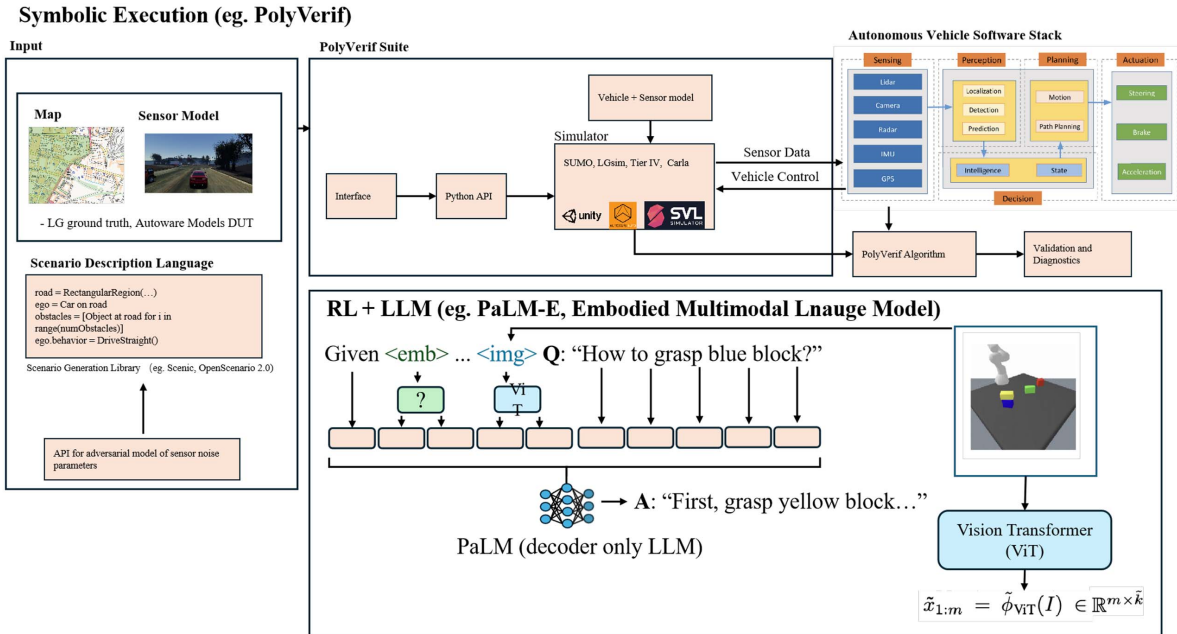 Symbolic Execution (eg. PolyVerif)
Input
Map
Sensor Model
- LG ground truth, Autoware Models DUT
Scenario Description Language
road = RectangularRegion(…)
ego = Car on road
obstacles = [Object at road for i in
range(numObstacles)]
ego.behavior = DriveStraight()
Scenario Generation Library (eg. Scenic, OpenScenario 2.0)
API for adversarial model of sensor noise
parameters
PolyVerif Suite
Vehicle + Sensor model
Simulator
SUMO, LGsim, Tier IV, Carla
Interface
Python API
unity
SVL
SIMULATOR
Sensor Data
Vehicle Control
Autonomous Vehicle Software Stack
Sensing
Lidar
Camera
Radar
IMU
GPS
Perception
Localization
Detection
Prediction
Intelligence
Planning
Motion
Path Planning
State
Decision
Actuation
Steering
Brake
Acceleration
PolyVerif Algorithm
Validation and
Diagnostics
RL + LLM (eg. PaLM-E, Embodied Multimodal Lnauge Model)
Given <emb> ... <img> Q: “How to grasp blue block?”
?
ViT
A: “First, grasp yellow block…”
PaLM (decoder only LLM)
Vision Transformer
(ViT)
x̃₁:ₘ = φ̃ViT(I) ∈ ℝ^{m×k̃}